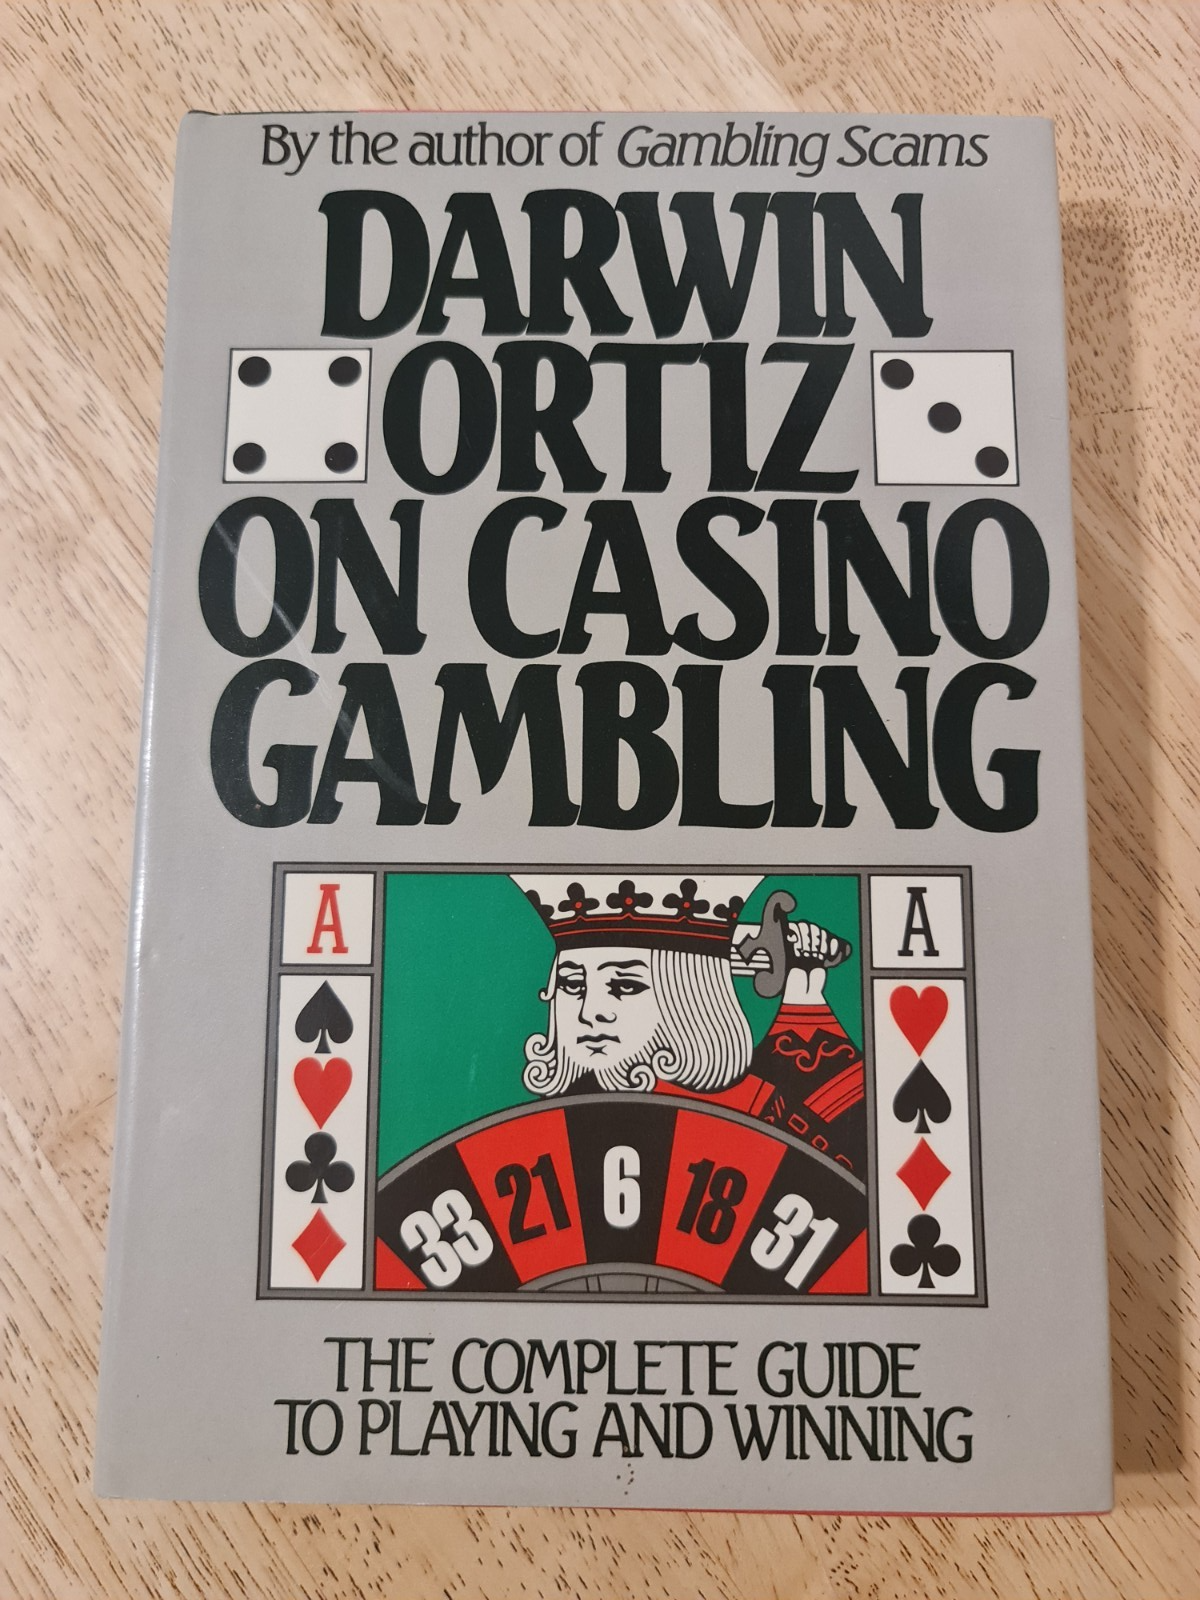 By the author of Gambling Scams
DARWIN
ORTIZ
ON CASINO
GAMBLING
A
A
33 21 6 18 31
THE COMPLETE GUIDE
TO PLAYING AND WINNING